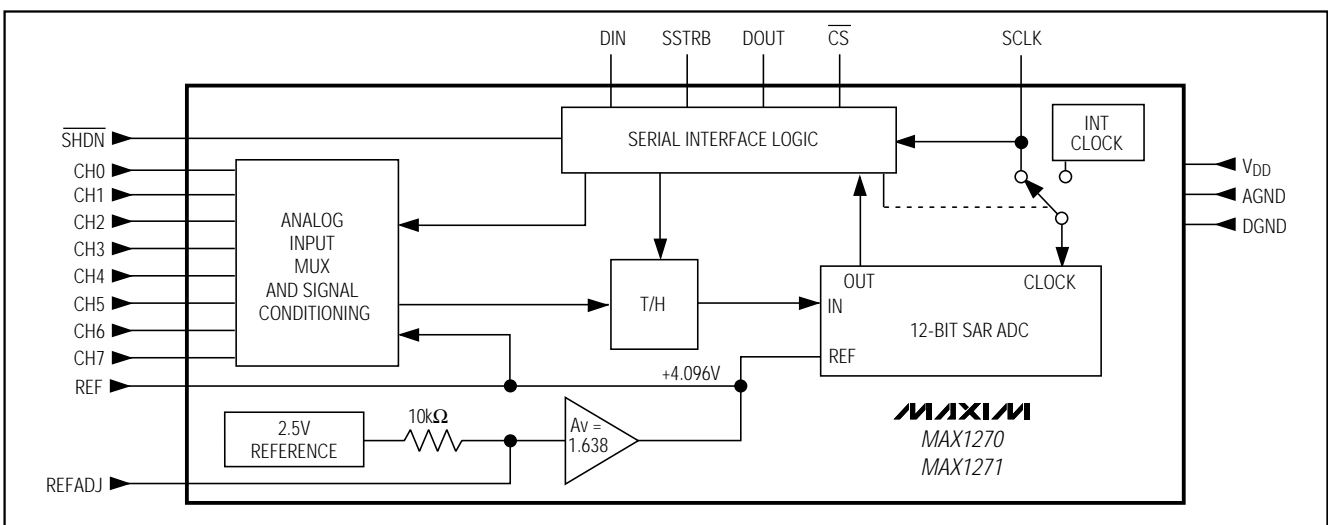 DIN SSTRB DOUT CS SCLK
SHDN
CH0
CH1
CH2
CH3
CH4
CH5
CH6
CH7
REF
REFADJ
ANALOG
INPUT
MUX
AND SIGNAL
CONDITIONING
SERIAL INTERFACE LOGIC
INT
CLOCK
VDD
AGND
DGND
T/H
OUT CLOCK
IN
12-BIT SAR ADC
REF
+4.096V
2.5V
REFERENCE
10kΩ
Av =
1.638
MAXIM
MAX1270
MAX1271